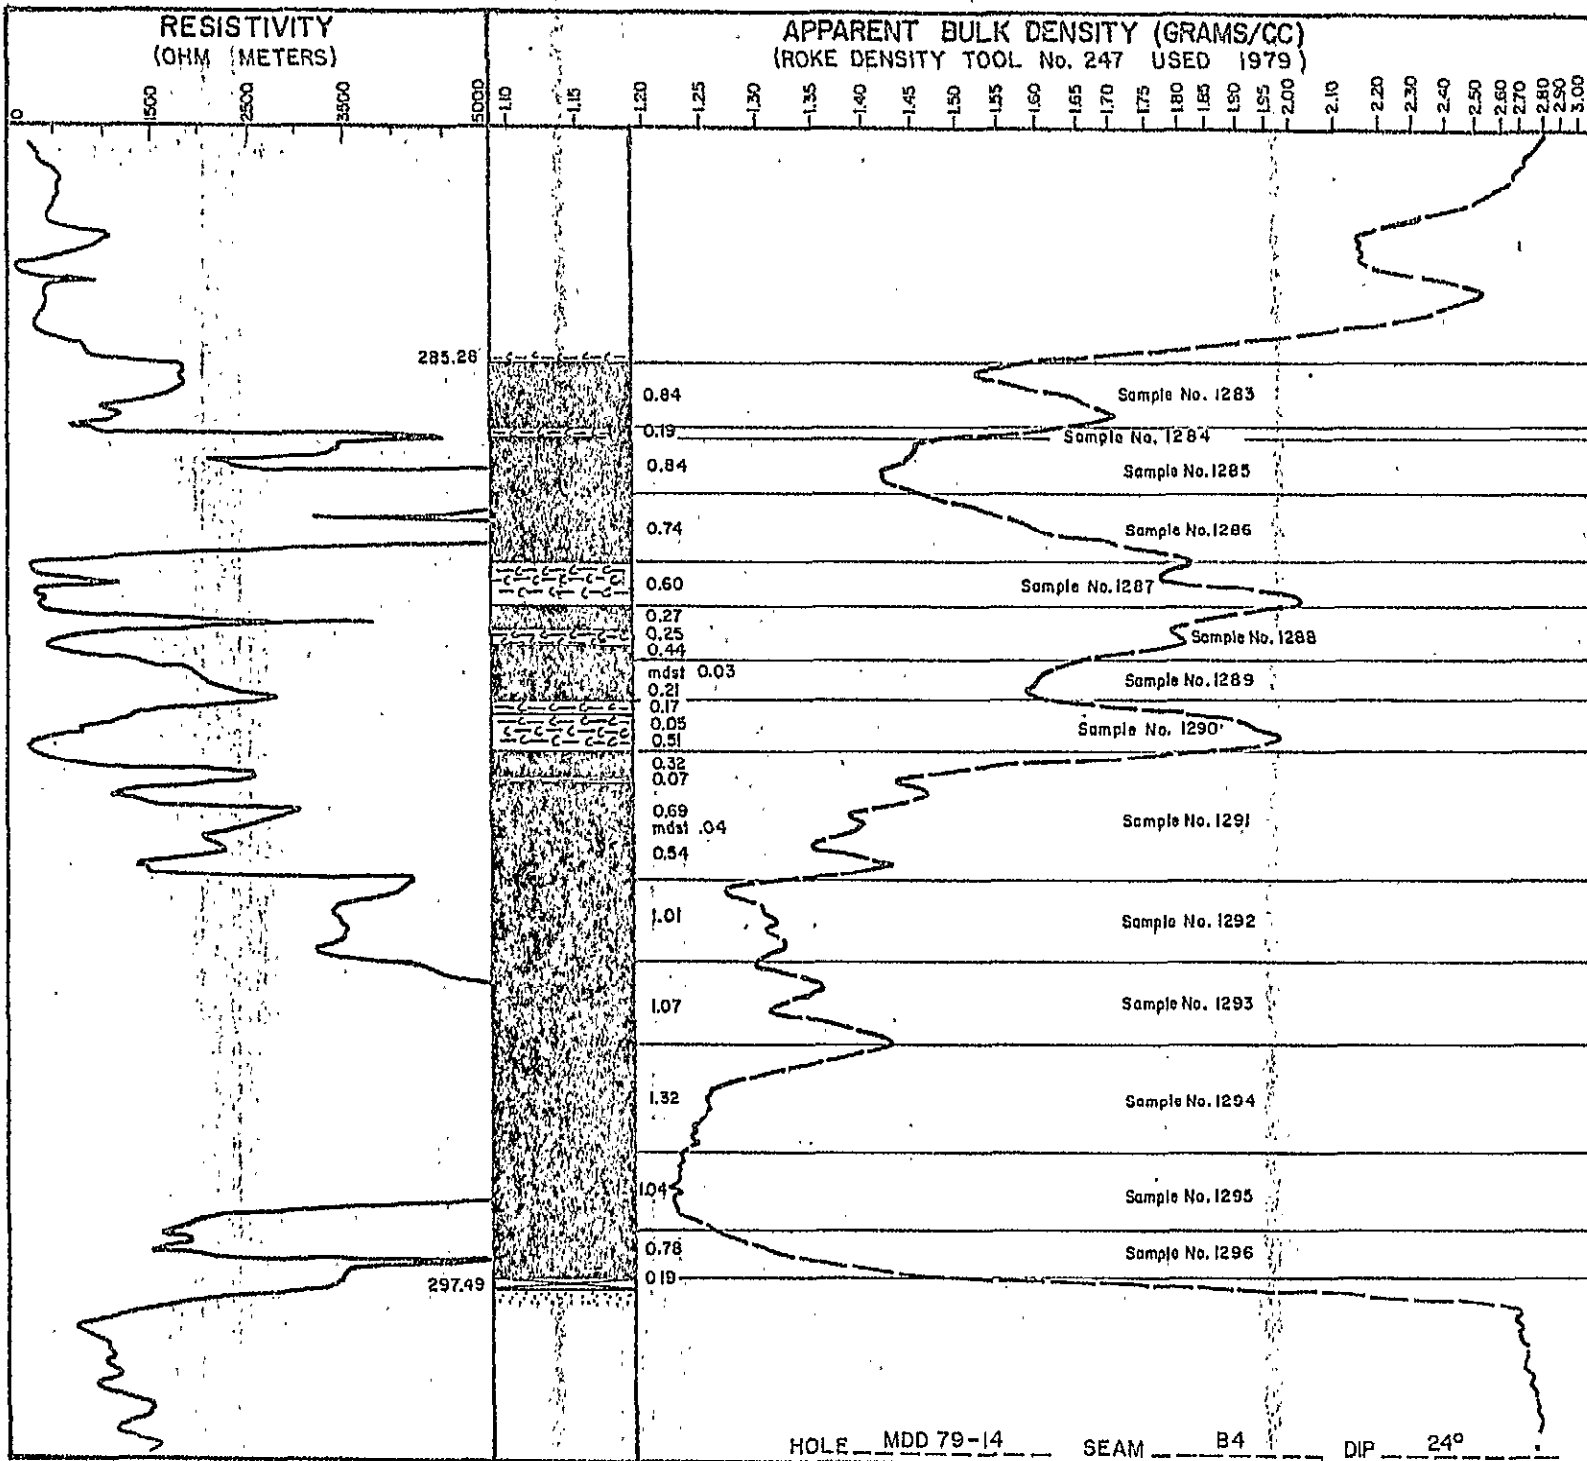 RESISTIVITY
(OHM METERS)
APPARENT BULK DENSITY (GRAMS/CC)
(ROKE DENSITY TOOL No. 247 USED 1979)
10 1500 2500 3500 5000 1.10 1.15 1.20 1.25 1.30 1.35 1.40 1.45 1.50 1.55 1.60 1.65 1.70 1.75 1.80 1.85 1.90 1.95 2.00 2.10 2.20 2.30 2.40 2.50 2.60 2.70 2.80 2.90 3.00
285.28
0.84 Sample No. 1283
0.19 Sample No. 1284
0.84 Sample No. 1285
0.74 Sample No. 1286
0.60 Sample No. 1287
0.27
0.25 Sample No. 1288
0.44
mdst 0.03
0.21 Sample No. 1289
0.17
0.05 Sample No. 1290
0.51
0.32
0.07
0.69
mdst .04 Sample No. 1291
0.54
1.01 Sample No. 1292
1.07 Sample No. 1293
1.32 Sample No. 1294
1.04 Sample No. 1295
0.78 Sample No. 1296
0.19
297.49
HOLE MDD 79-14 SEAM B4 DIP 24°